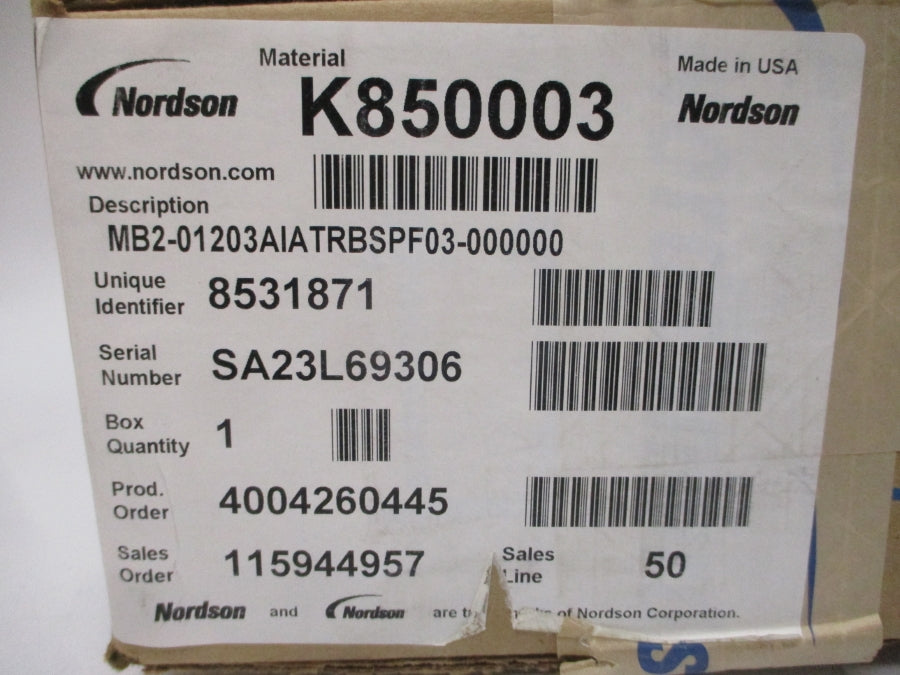 Material
Made in USA
Nordson
K850003
Nordson
www.nordson.com
Description
MB2-01203AIATRBSPF03-000000
Unique
Identifier
8531871
Serial
Number
SA23L69306
Box
Quantity
1
Prod.
Order
4004260445
Sales
Order
115944957
Sales
Line
50
Nordson and Nordson are of Nordson Corporation.
S